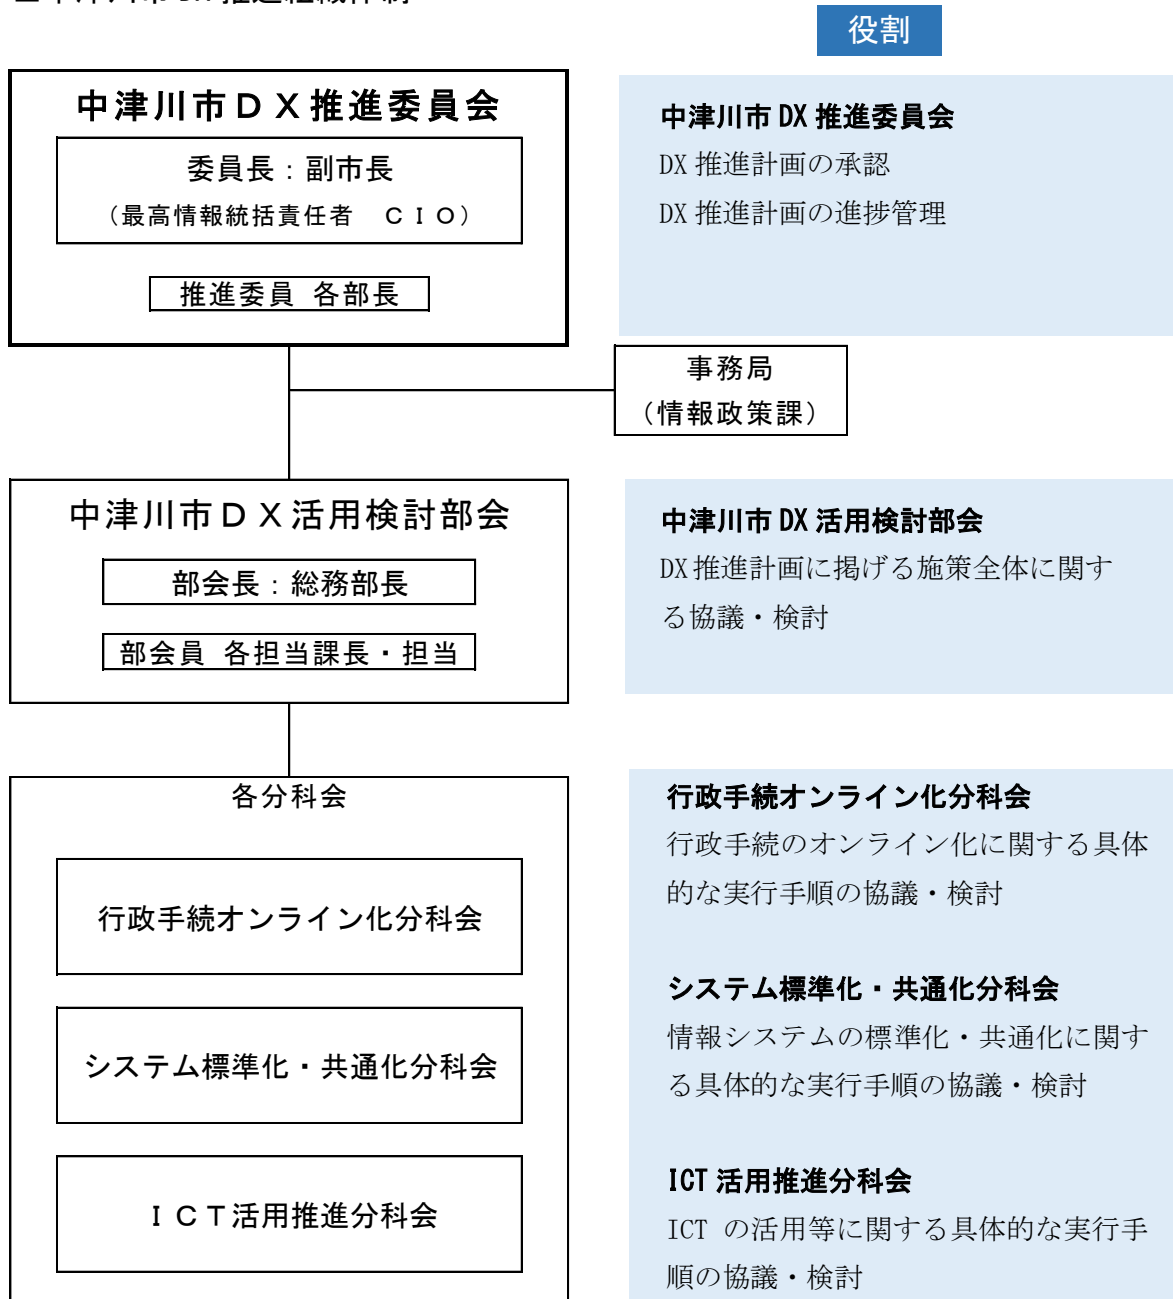 役割
中津川市ＤＸ推進委員会
委員長：副市長
（最高情報統括責任者　ＣＩＯ）
推進委員 各部長
中津川市 DX 推進委員会
DX 推進計画の承認
DX 推進計画の進捗管理
事務局
（情報政策課）
中津川市ＤＸ活用検討部会
部会長：総務部長
部会員 各担当課長・担当
中津川市 DX 活用検討部会
DX 推進計画に掲げる施策全体に関す
る協議・検討
各分科会
行政手続オンライン化分科会
システム標準化・共通化分科会
ＩＣＴ活用推進分科会
行政手続オンライン化分科会
行政手続のオンライン化に関する具体
的な実行手順の協議・検討
システム標準化・共通化分科会
情報システムの標準化・共通化に関す
る具体的な実行手順の協議・検討
ICT 活用推進分科会
ICT の活用等に関する具体的な実行手
順の協議・検討